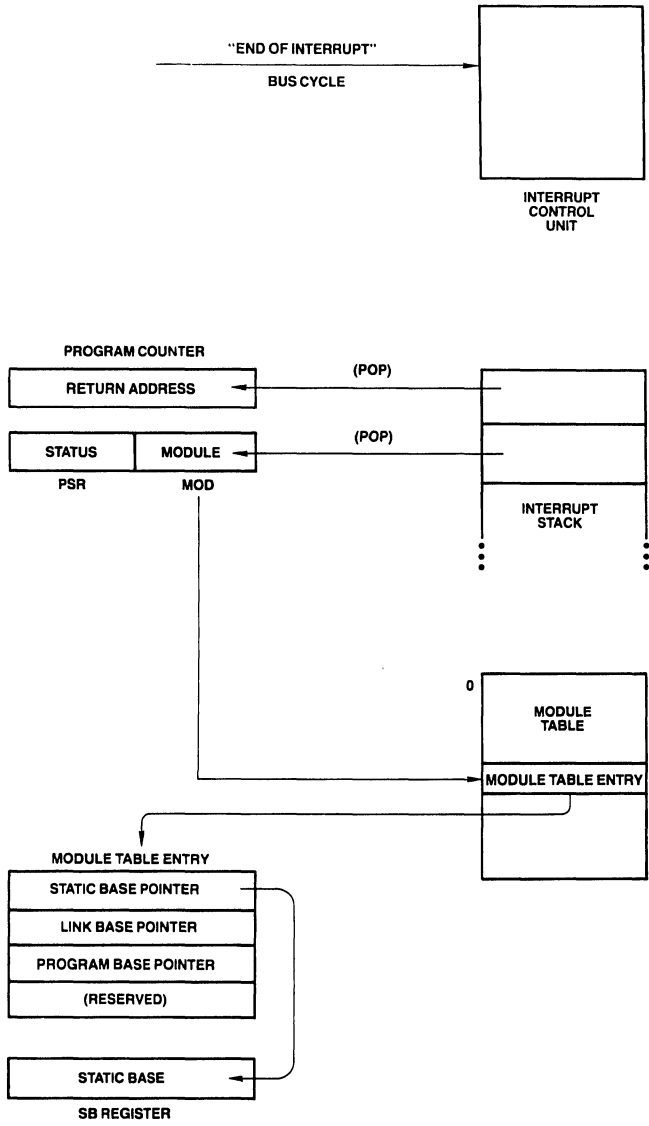 "END OF INTERRUPT"
BUS CYCLE
INTERRUPT
CONTROL
UNIT
PROGRAM COUNTER
RETURN ADDRESS
(POP)
STATUS
MODULE
(POP)
PSR
MOD
INTERRUPT
STACK
0
MODULE
TABLE
MODULE TABLE ENTRY
MODULE TABLE ENTRY
STATIC BASE POINTER
LINK BASE POINTER
PROGRAM BASE POINTER
(RESERVED)
STATIC BASE
SB REGISTER